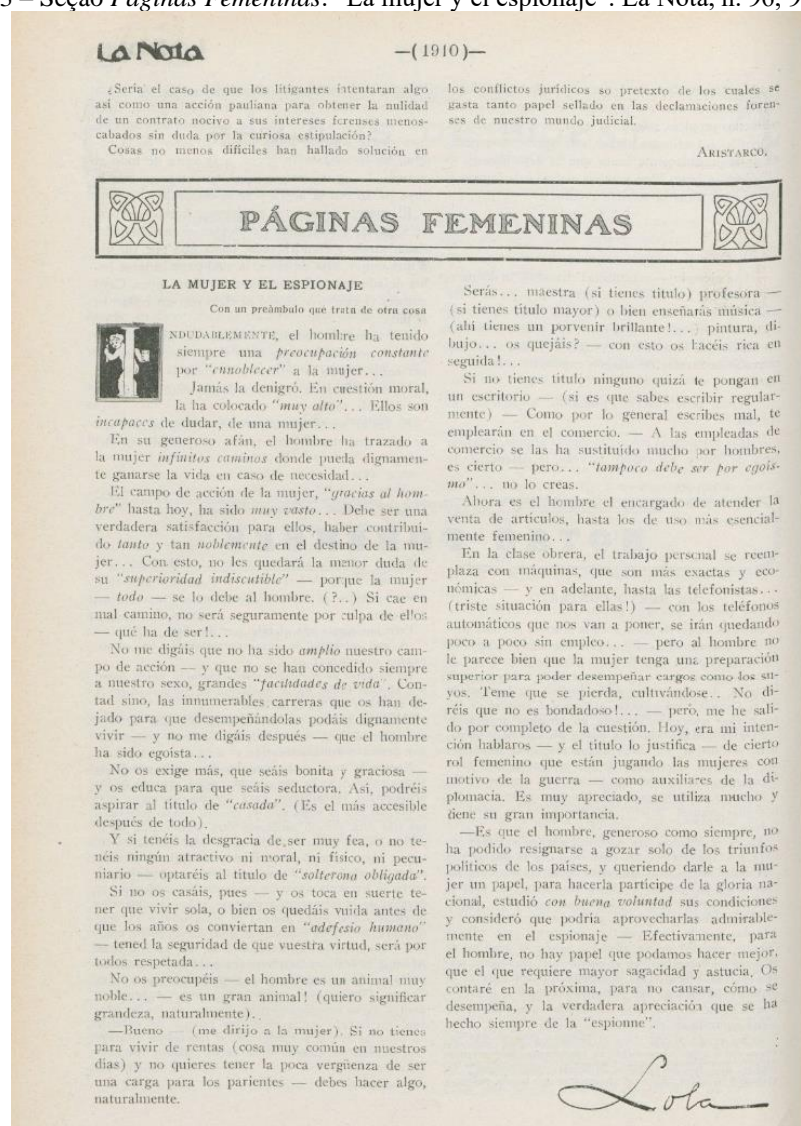 3 – Seção Páginas Femeninas. "La mujer y el espionaje". La Nota, n. 96, 9
LA NOTA
—(1910)—
¿Sería el caso de que los litigantes intentaran algo
así como una acción pauliana para obtener la nulidad
de un contrato nocivo a sus intereses forenses menos-
cabados sin duda por la curiosa estipulación?
Cosas no menos difíciles han hallado solución en
los conflictos jurídicos so pretexto de los cuales se
gasta tanto papel sellado en las declamaciones foren-
ses de nuestro mundo judicial.
ARISTARCO.
PÁGINAS FEMENINAS
LA MUJER Y EL ESPIONAJE
Con un preámbulo que trata de otra cosa
INDUDABLEMENTE, el hombre ha tenido
siempre una preocupación constante
por "ennoblecer" a la mujer...
Jamás la denigró. En cuestión moral,
la ha colocado "muy alto"... Ellos son
incapaces de dudar, de una mujer...
En su generoso afán, el hombre ha trazado a
la mujer infinitos caminos donde pueda dignamen-
te ganarse la vida en caso de necesidad...
El campo de acción de la mujer, "gracias al hom-
bre" hasta hoy, ha sido muy vasto... Debe ser una
verdadera satisfacción para ellos, haber contribuí-
do tanto y tan noblemente en el destino de la mu-
jer... Con esto, no les quedará la menor duda de
su "superioridad indiscutible" — porque la mujer
— todo — se lo debe al hombre. (?..) Si cae en
mal camino, no será seguramente por culpa de ellos
— qué ha de ser!...
No me digáis que no ha sido amplio nuestro cam-
po de acción — y que no se han concedido siempre
a nuestro sexo, grandes "facilidades de vida". Con-
tad sino, las innumerables carreras que os han de-
jado para que desempeñándolas podáis dignamente
vivir — y no me digáis después — que el hombre
ha sido egoista...
No os exige más, que seáis bonita y graciosa —
y os educa para que seáis seductora. Así, podréis
aspirar al título de "casada". (Es el más accesible
después de todo).
Y si tenéis la desgracia de ser muy fea, o no te-
néis ningún atractivo ni moral, ni físico, ni pecu-
niario — optaréis al título de "solterona obligada".
Si no os casáis, pues — y os toca en suerte te-
ner que vivir sola, o bien os quedáis viuda antes de
que los años os conviertan en "adefesio humano"
— tened la seguridad de que vuestra virtud, será por
todos respetada...
No os preocupéis — el hombre es un animal muy
noble... — es un gran animal! (quiero significar
grandeza, naturalmente).
—Bueno — (me dirijo a la mujer). Si no tienes
para vivir de rentas (cosa muy común en nuestros
días) y no quieres tener la poca vergüenza de ser
una carga para los parientes — debes hacer algo,
naturalmente.
Serás... maestra (si tienes título) profesora —
(si tienes título mayor) o bien enseñarás música —
(ahí tienes un porvenir brillante!...) pintura, di-
bujo... os quejáis? — con esto os hacéis rica en
seguida!...
Si no tienes título ninguno quizá te pongan en
un escritorio — (si es que sabes escribir regular-
mente) — Como por lo general escribes mal, te
emplearán en el comercio. — A las empleadas de
comercio se las ha sustituído mucho por hombres,
es cierto — pero... "tampoco debe ser por egois-
mo"... no lo creas.
Ahora es el hombre el encargado de atender la
venta de artículos, hasta los de uso más esencial-
mente femenino...
En la clase obrera, el trabajo personal se reem-
plaza con máquinas, que son más exactas y eco-
nómicas — y en adelante, hasta las telefonistas...
(triste situación para ellas!) — con los teléfonos
automáticos que nos van a poner, se irán quedando
poco a poco sin empleo... — pero al hombre no
le parece bien que la mujer tenga una preparación
superior para poder desempeñar cargos como los su-
yos. Teme que se pierda, cultivándose.. No di-
réis que no es bondadoso!... — pero, me he sali-
do por completo de la cuestión. Hoy, era mi inten-
ción hablaros — y el título lo justifica — de cierto
rol femenino que están jugando las mujeres con
motivo de la guerra — como auxiliares de la di-
plomacia. Es muy apreciado, se utiliza mucho y
tiene su gran importancia.
—Es que el hombre, generoso como siempre, no
ha podido resignarse a gozar solo de los triunfos
políticos de los países, y queriendo darle a la mu-
jer un papel, para hacerla partícipe de la gloria na-
cional, estudió con buena voluntad sus condiciones
y consideró que podría aprovecharlas admirable-
mente en el espionaje — Efectivamente, para
el hombre, no hay papel que podamos hacer mejor,
que el que requiere mayor sagacidad y astucia. Os
contaré en la próxima, para no cansar, cómo se
desempeña, y la verdadera apreciación que se ha
hecho siempre de la "espionne".
Lola